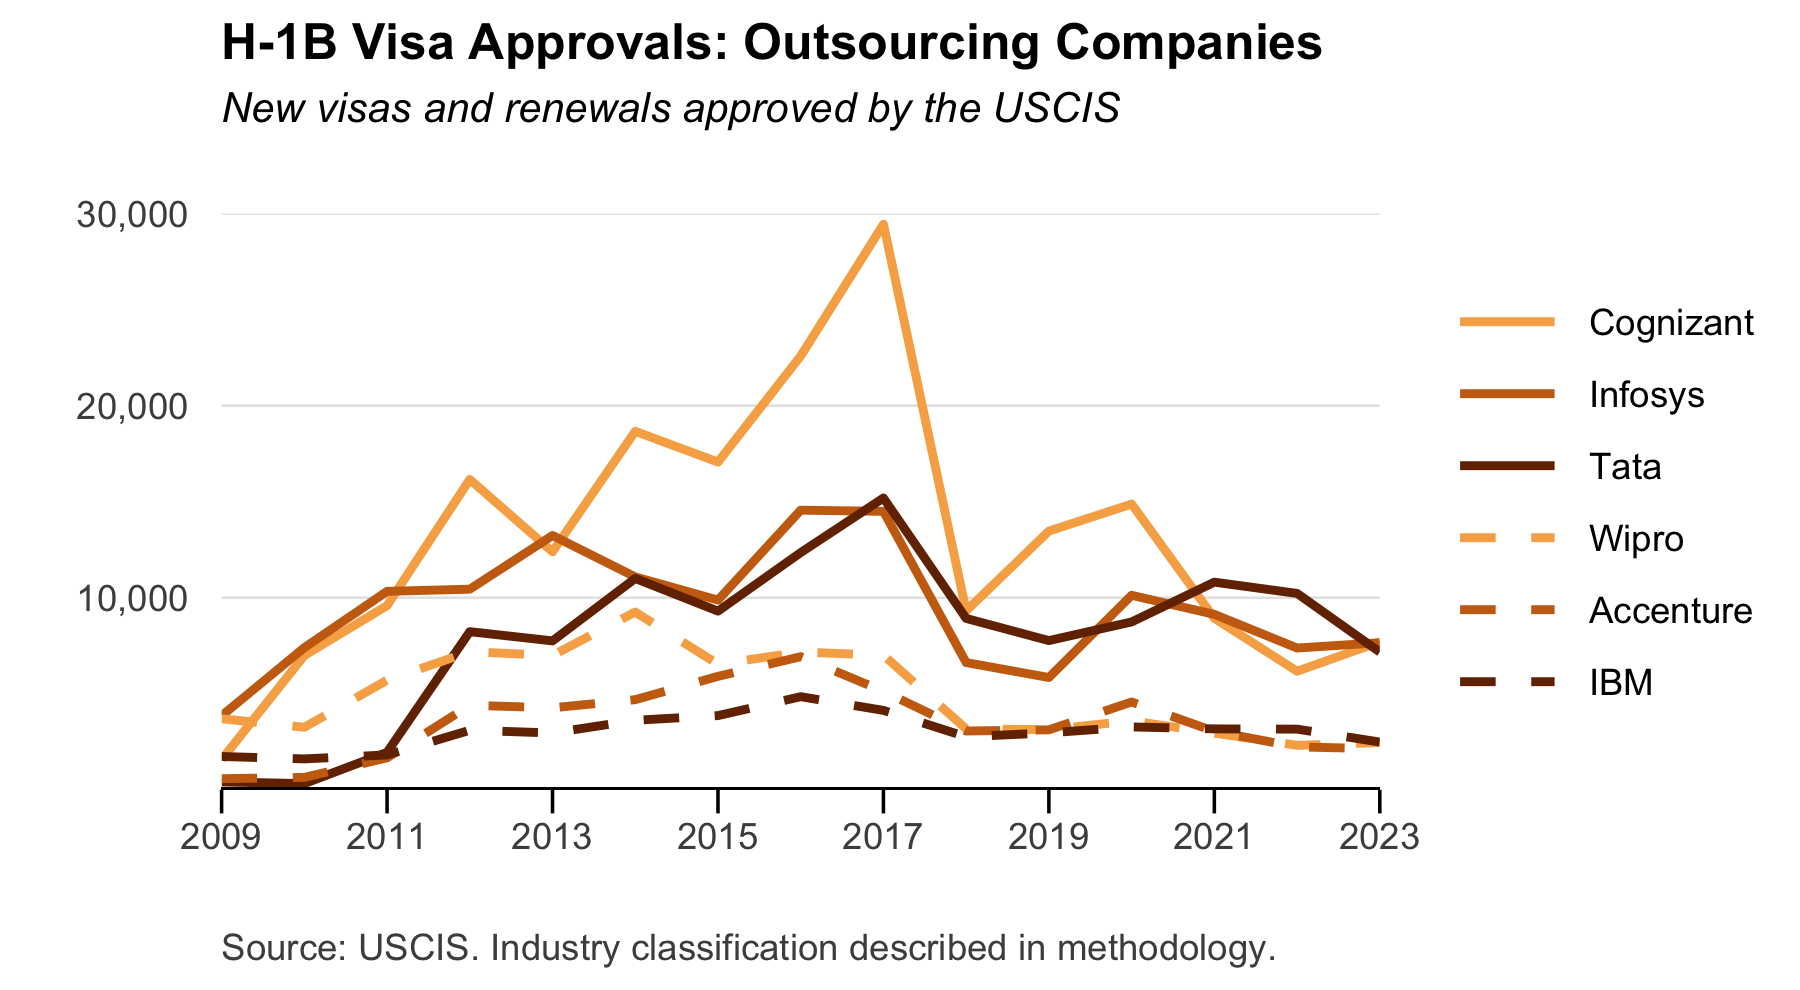 H-1B Visa Approvals: Outsourcing Companies
New visas and renewals approved by the USCIS
30,000
20,000
10,000
2009 2011 2013 2015 2017 2019 2021 2023
Cognizant
Infosys
Tata
Wipro
Accenture
IBM
Source: USCIS. Industry classification described in methodology.